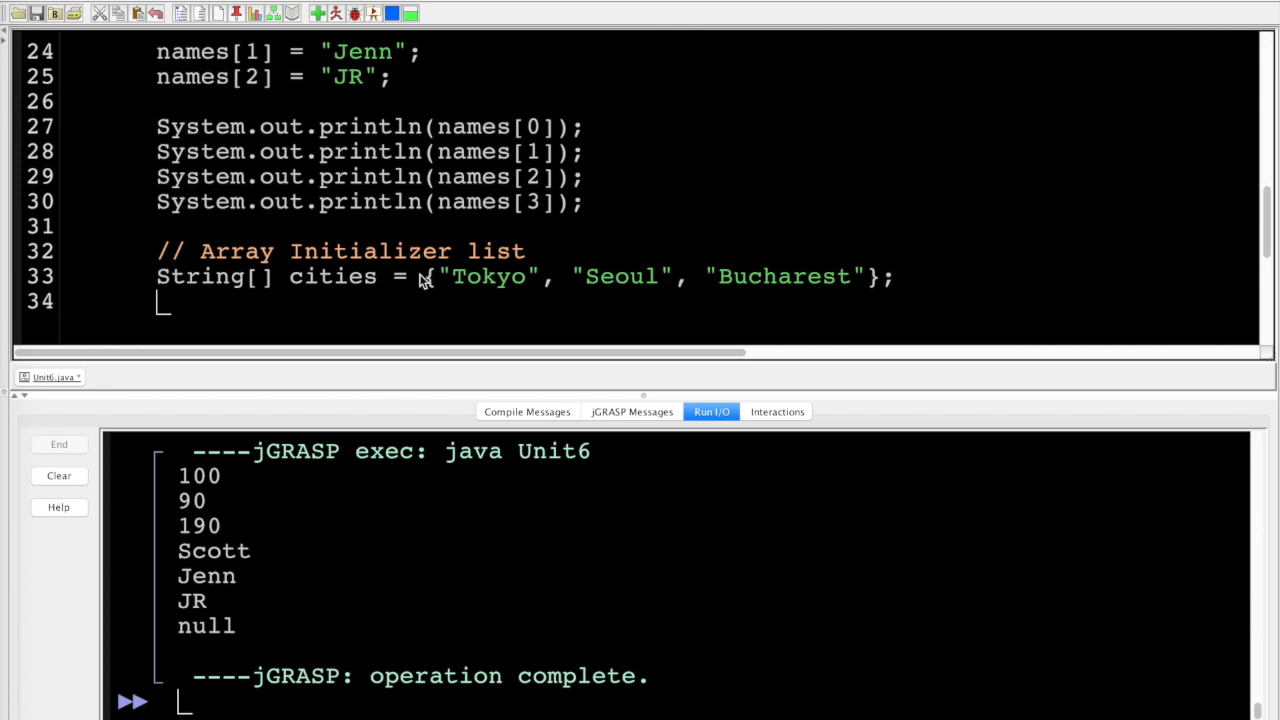 24 names[1] = "Jenn";
25 names[2] = "JR";
26
27 System.out.println(names[0]);
28 System.out.println(names[1]);
29 System.out.println(names[2]);
30 System.out.println(names[3]);
31
32 // Array Initializer list
33 String[] cities = {"Tokyo", "Seoul", "Bucharest"};
34
Unit6.java *
Compile Messages jGRASP Messages Run I/O Interactions
End
Clear
Help
----jGRASP exec: java Unit6
100
90
190
Scott
Jenn
JR
null
----jGRASP: operation complete.